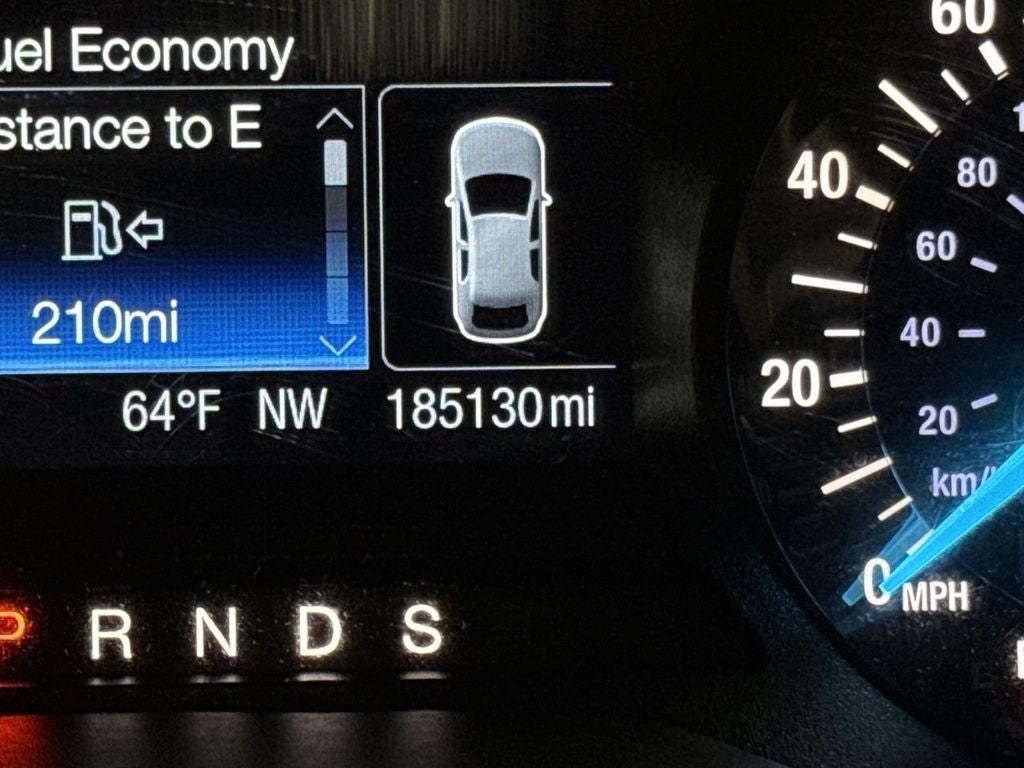 uel Economy
stance to E
210mi
64°F NW 185130mi
P R N D S
60
40
20
0 MPH
80
60
40
20
km/